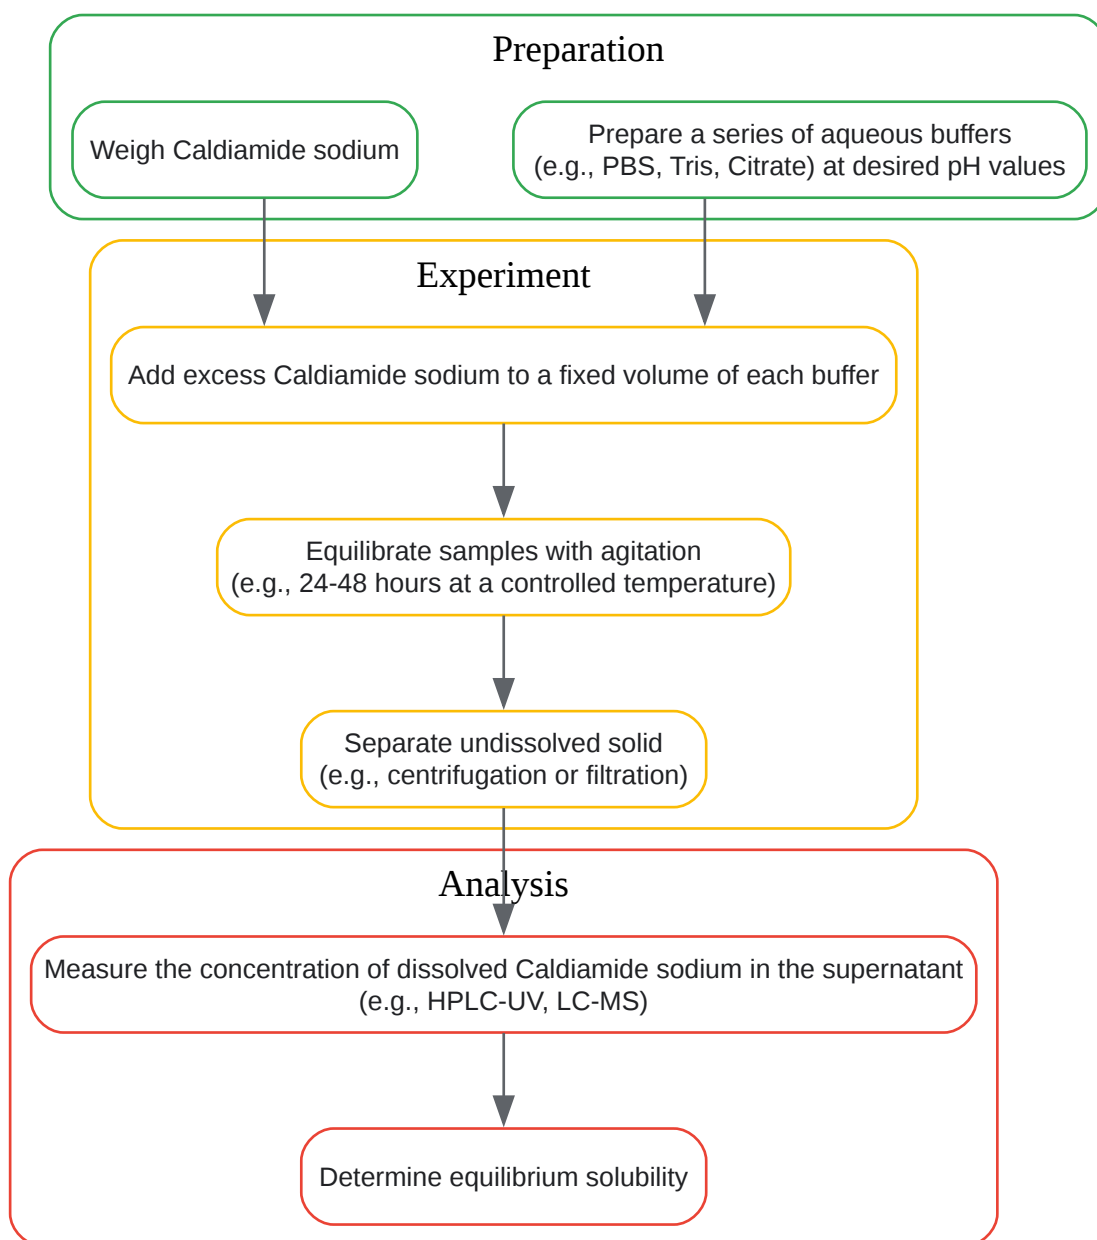 Preparation
Weigh Caldiamide sodium
Prepare a series of aqueous buffers
(e.g., PBS, Tris, Citrate) at desired pH values
Experiment
Add excess Caldiamide sodium to a fixed volume of each buffer
Equilibrate samples with agitation
(e.g., 24-48 hours at a controlled temperature)
Separate undissolved solid
(e.g., centrifugation or filtration)
Analysis
Measure the concentration of dissolved Caldiamide sodium in the supernatant
(e.g., HPLC-UV, LC-MS)
Determine equilibrium solubility